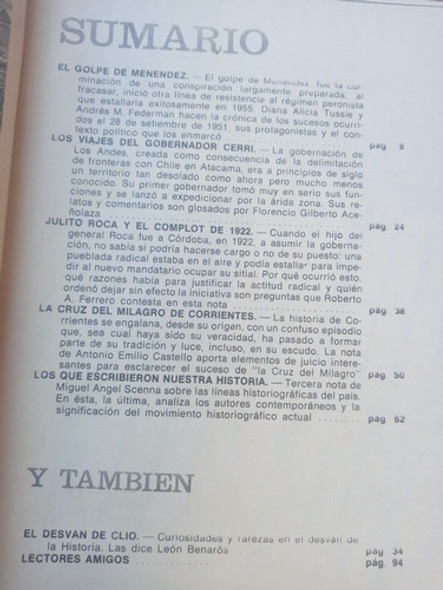 SUMARIO
EL GOLPE DE MENENDEZ. — El golpe de Menéndez fue la cul-
minación de una conspiración largamente preparada, al
fracasar, inició otra línea de resistencia al régimen peronista
que estallaría exitosamente en 1955. Diana Alicia Tussie y
Andrés M. Federman hacen la crónica de los sucesos ocurri-
dos el 28 de setiembre de 1951, sus protagonistas y el con-
texto político que los enmarcó pág. 8
LOS VIAJES DEL GOBERNADOR CERRI. — La gobernación de
Los Andes, creada como consecuencia de la delimitación
de fronteras con Chile en Atacama, era a principios de siglo
un territorio tan desolado como ahora pero mucho menos
conocido. Su primer gobernador tomó muy en serio sus fun-
ciones y se lanzó a expedicionar por la árida zona. Sus re-
latos y comentarios son glosados por Florencio Gilberto Ace-
ñolaza pág. 24
JULITO ROCA Y EL COMPLOT DE 1922. — Cuando el hijo del
general Roca fue a Córdoba, en 1922, a asumir la goberna-
ción, no sabía si podría hacerse cargo o no de su puesto: una
pueblada radical estaba en el aire y podía estallar para impe-
dir al nuevo mandatario ocupar su sitial. Por qué ocurrió esto,
qué razones había para justificar la actitud radical y quién
ordenó dejar sin efecto la iniciativa son preguntas que Roberto
A. Ferrero contesta en esta nota pág. 38
LA CRUZ DEL MILAGRO DE CORRIENTES. — La historia de Co-
rrientes se engalana, desde su origen, con un confuso episodio
que, sea cual haya sido su veracidad, ha pasado a formar
parte de su tradición y luce, incluso, en su escudo. La nota
de Antonio Emilio Castello aporta elementos de juicio intere-
santes para esclarecer el suceso de "la Cruz del Milagro" pág. 50
LOS QUE ESCRIBIERON NUESTRA HISTORIA. — Tercera nota de
Miguel Angel Scenna sobre las líneas historiográficas del país.
En ésta, la última, analiza los autores contemporáneos y la
significación del movimiento historiográfico actual pág. 62
Y TAMBIEN
EL DESVAN DE CLIO. — Curiosidades y rarezas en el desván de
la Historia. Las dice León Benarós pág. 34
LECTORES AMIGOS pág. 94